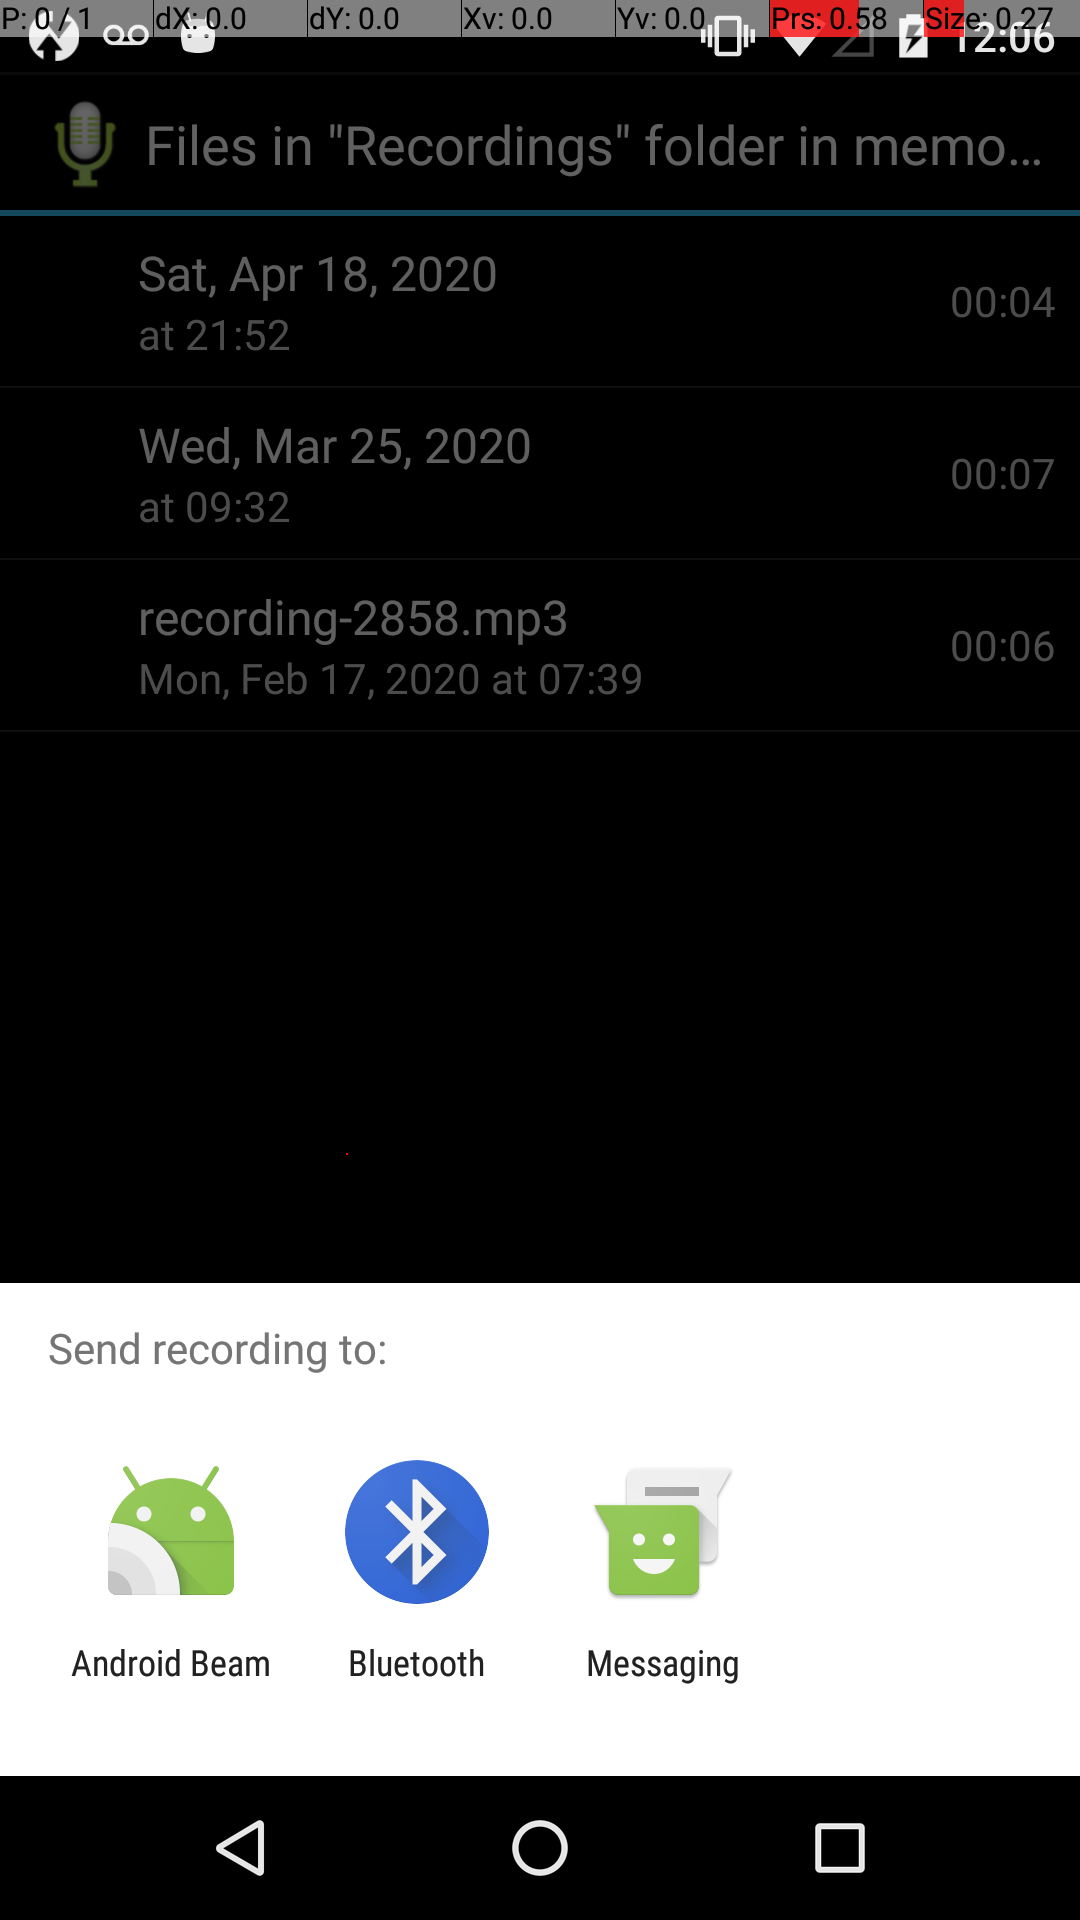 P: 0 / 1 dX: 0.0 dY: 0.0 Xv: 0.0 Yv: 0.0 Prs: 0.58 Size: 0.27
12:06
Files in "Recordings" folder in memo...
Sat, Apr 18, 2020
at 21:52
00:04
Wed, Mar 25, 2020
at 09:32
00:07
recording-2858.mp3
Mon, Feb 17, 2020 at 07:39
00:06
Send recording to:
Android Beam
Bluetooth
Messaging